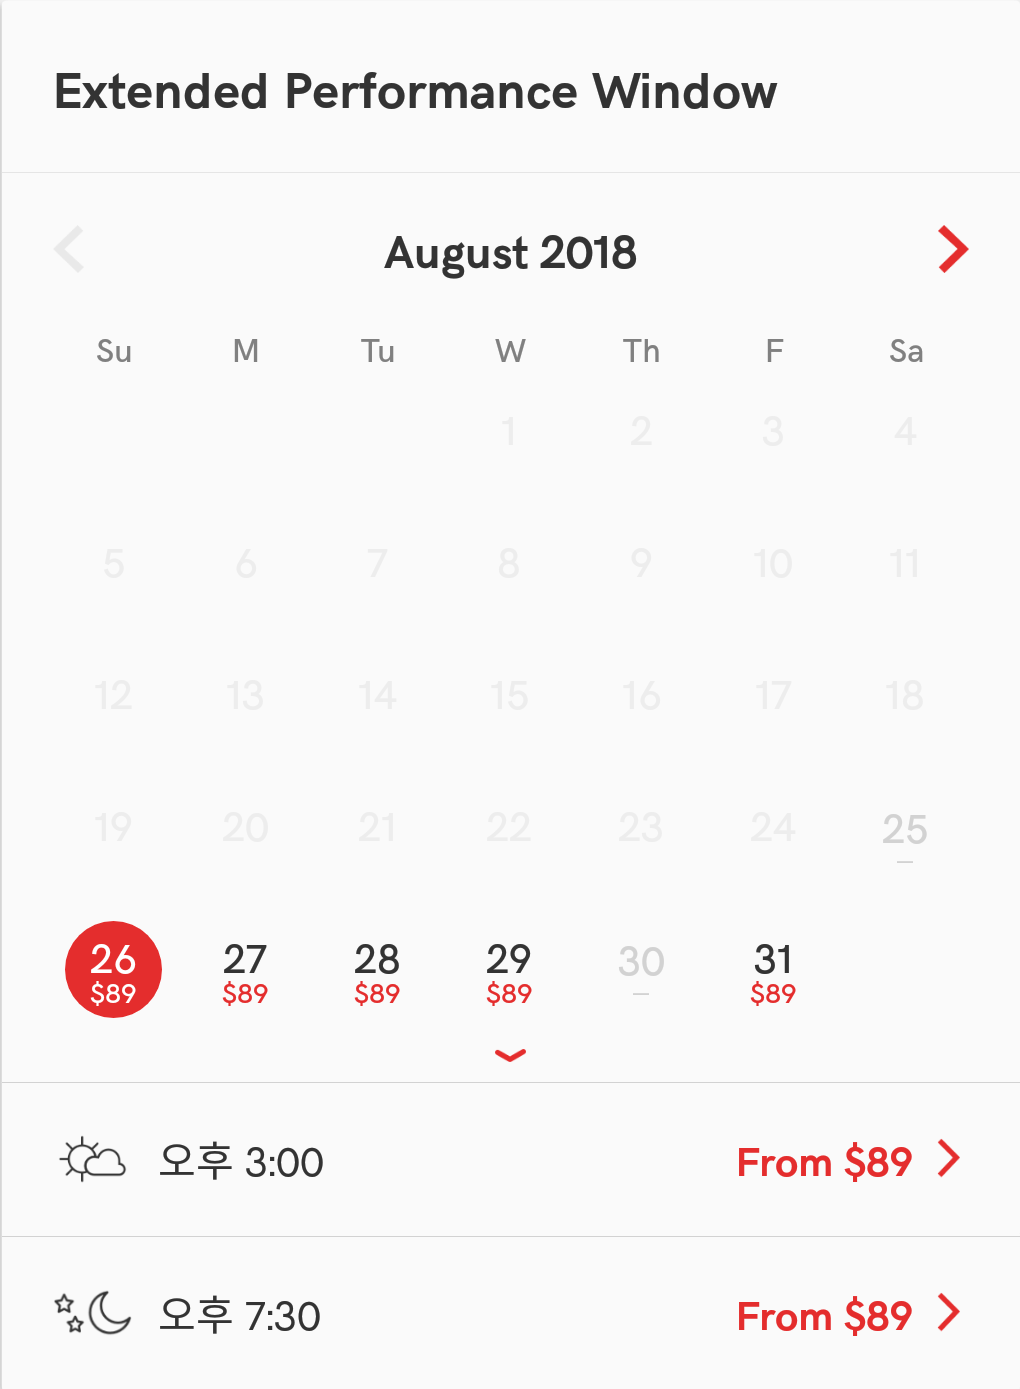 Extended Performance Window
August 2018
Su M Tu W Th F Sa
1 2 3 4
5 6 7 8 9 10 11
12 13 14 15 16 17 18
19 20 21 22 23 24 25
—
26 27 28 29 30 31
$89 $89 $89 $89 — $89
오후 3:00 From $89
오후 7:30 From $89